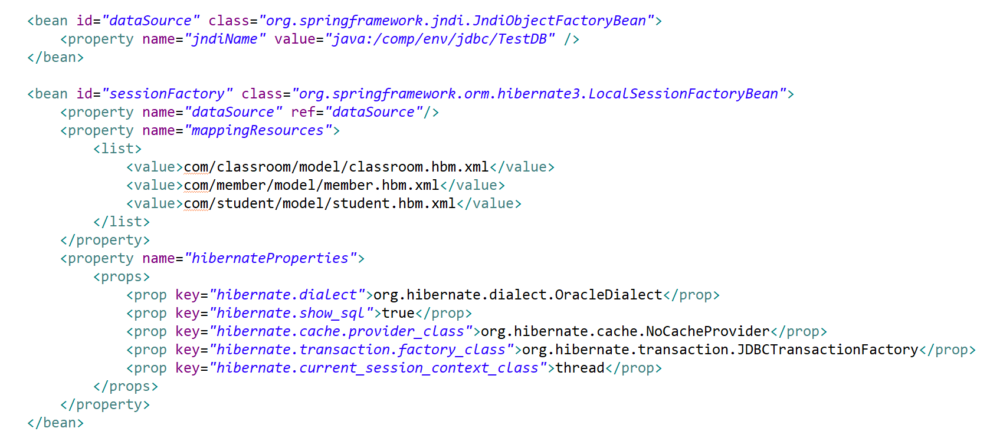 <bean id="dataSource" class="org.springframework.jndi.JndiObjectFactoryBean">
<property name="jndiName" value="java:/comp/env/jdbc/TestDB" />
</bean>
<bean id="sessionFactory" class="org.springframework.orm.hibernate3.LocalSessionFactoryBean">
<property name="dataSource" ref="dataSource"/>
<property name="mappingResources">
<list>
<value>com/classroom/model/classroom.hbm.xml</value>
<value>com/member/model/member.hbm.xml</value>
<value>com/student/model/student.hbm.xml</value>
</list>
</property>
<property name="hibernateProperties">
<props>
<prop key="hibernate.dialect">org.hibernate.dialect.OracleDialect</prop>
<prop key="hibernate.show_sql">true</prop>
<prop key="hibernate.cache.provider_class">org.hibernate.cache.NoCacheProvider</prop>
<prop key="hibernate.transaction.factory_class">org.hibernate.transaction.JDBCTransactionFactory</prop>
<prop key="hibernate.current_session_context_class">thread</prop>
</props>
</property>
</bean>